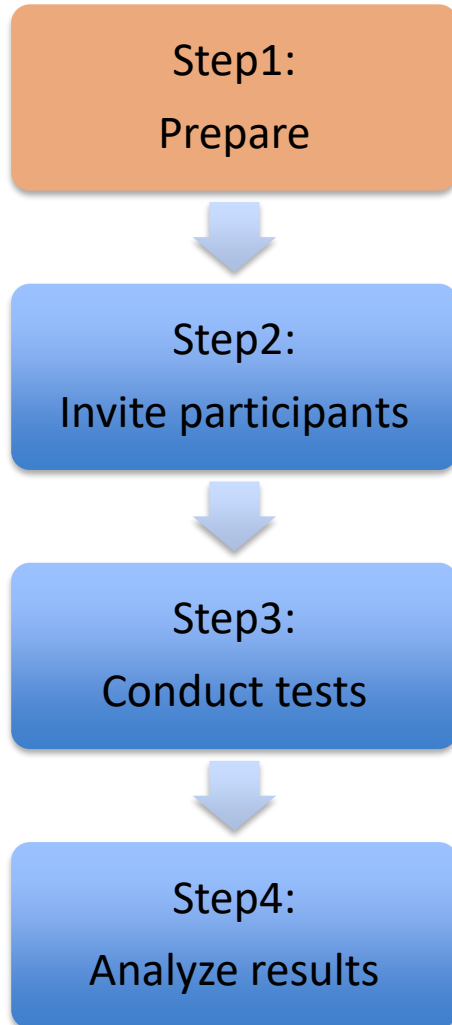 Step1:
Prepare
Step2:
Invite participants
Step3:
Conduct tests
Step4:
Analyze results